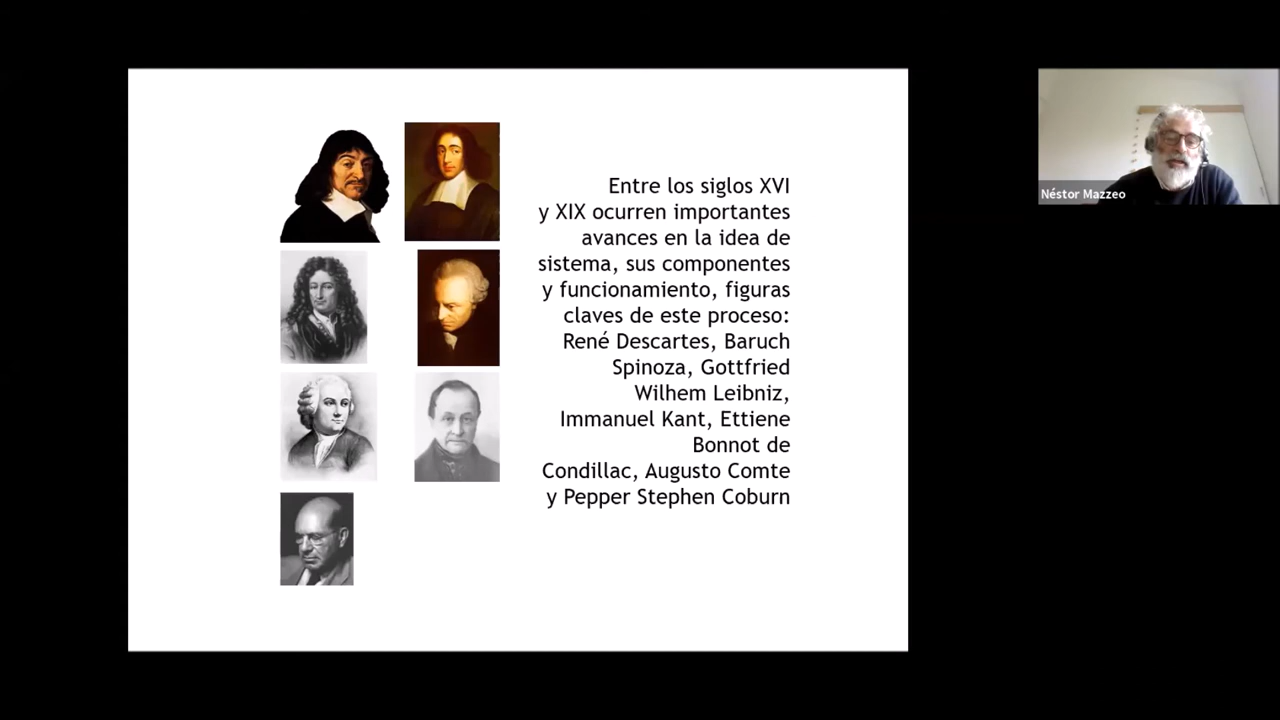 Entre los siglos XVI
y XIX ocurren importantes
avances en la idea de
sistema, sus componentes
y funcionamiento, figuras
claves de este proceso:
René Descartes, Baruch
Spinoza, Gottfried
Wilhem Leibniz,
Immanuel Kant, Ettiene
Bonnot de
Condillac, Augusto Comte
y Pepper Stephen Coburn
Néstor Mazzeo